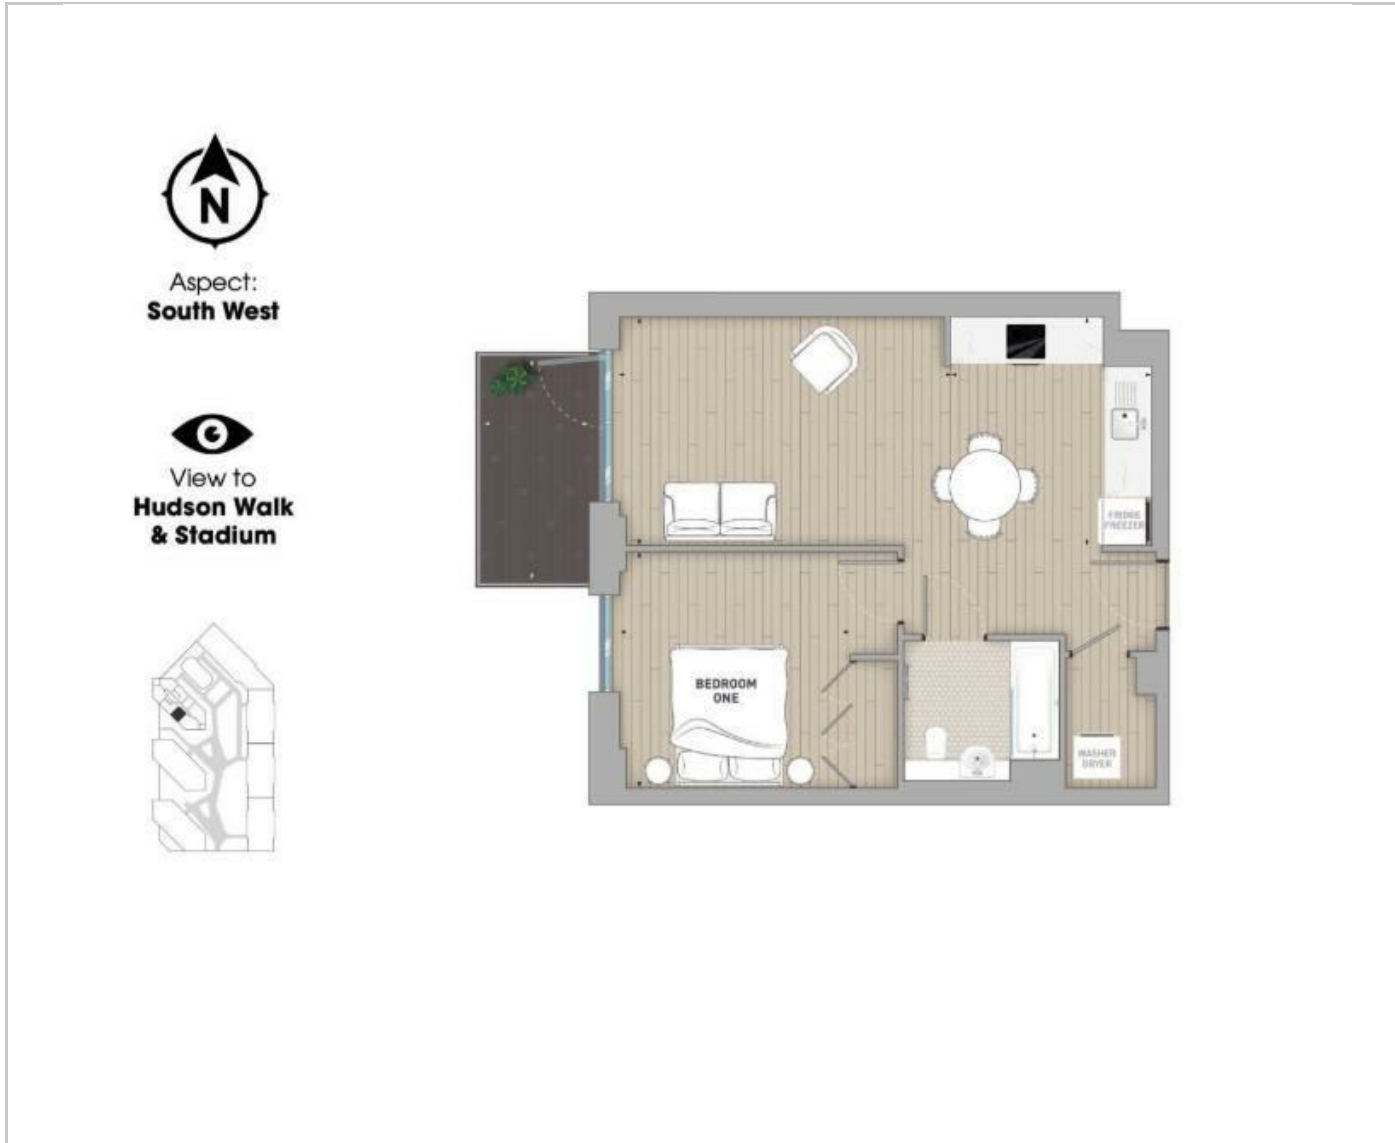 N
Aspect:
South West
View to
Hudson Walk
& Stadium
FRIDGE
FREEZER
BEDROOM
ONE
WASHER
DRYER